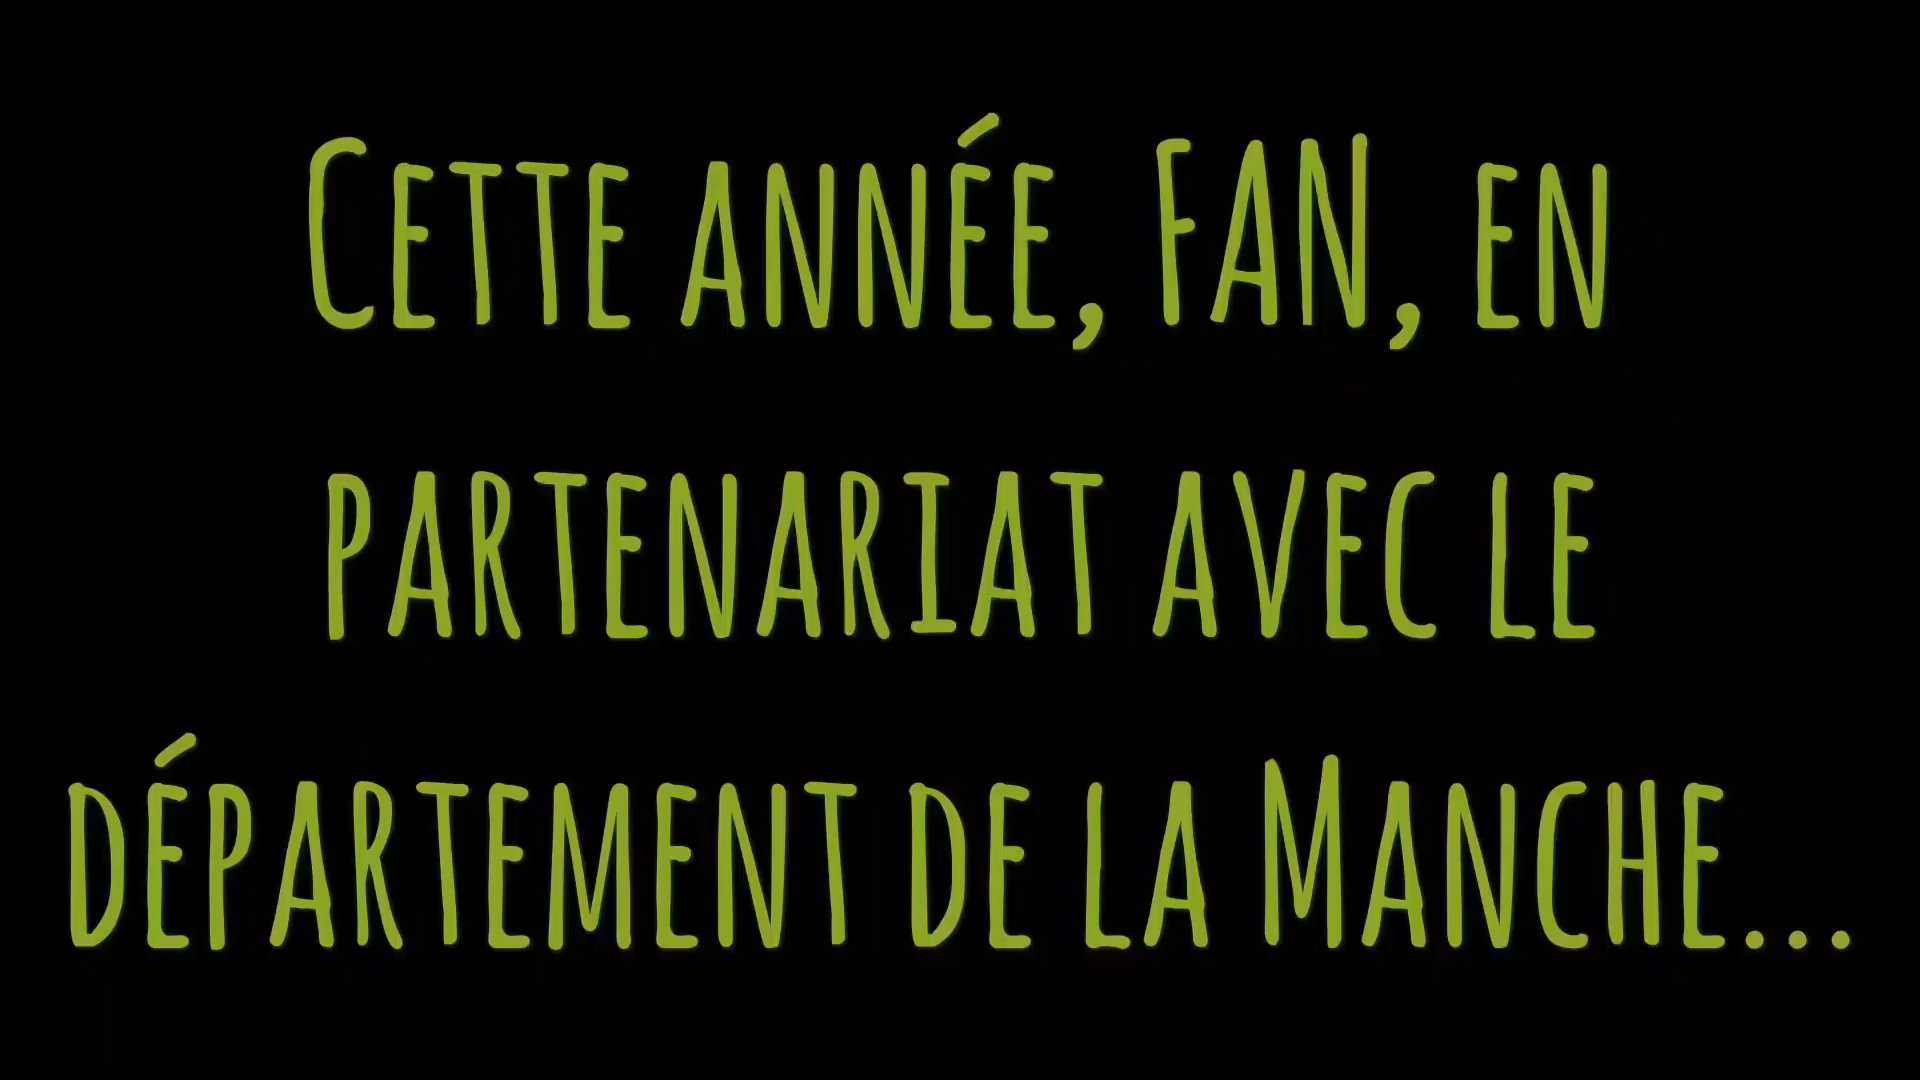 Cette année, FAN, en
partenariat avec le
département de la Manche...